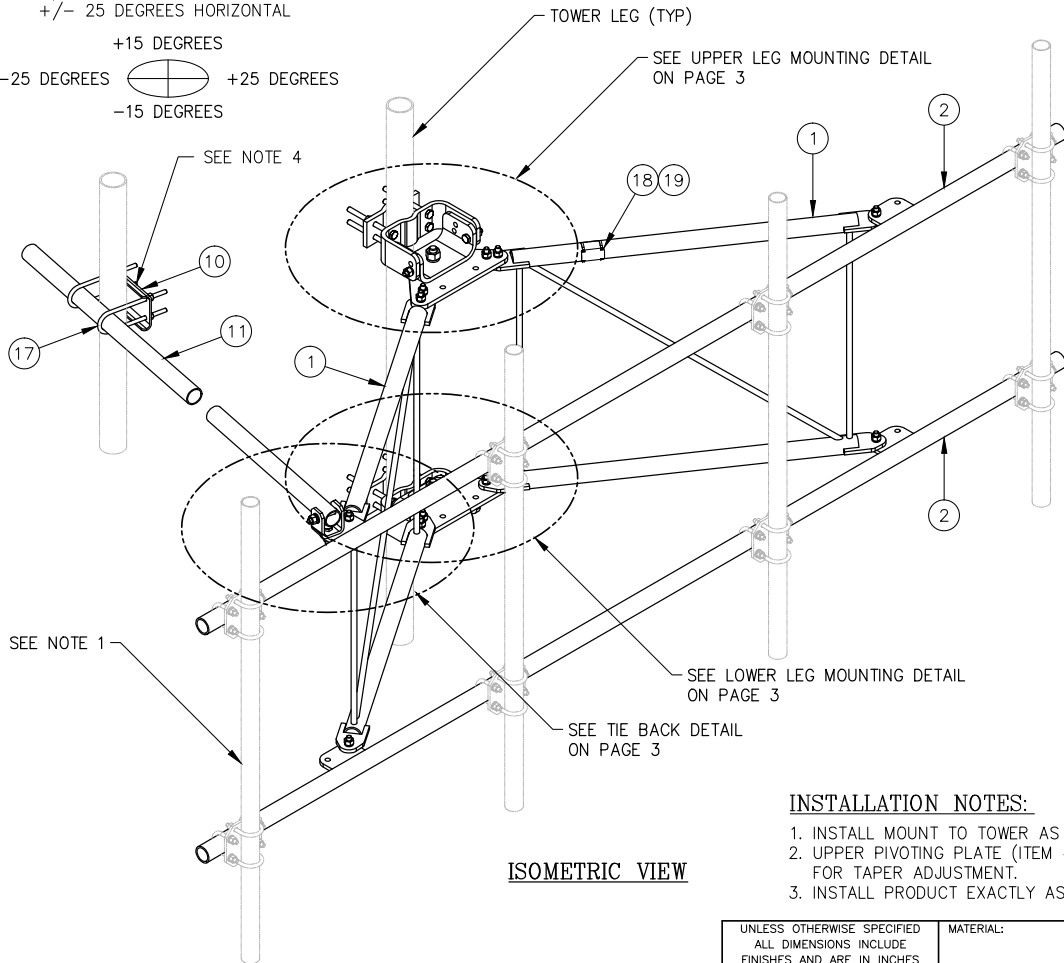 +/- 25 DEGREES HORIZONTAL
+15 DEGREES
-25 DEGREES
+25 DEGREES
-15 DEGREES
TOWER LEG (TYP)
SEE UPPER LEG MOUNTING DETAIL
ON PAGE 3
SEE NOTE 4
1
2
18 19
10
17
11
1
2
SEE NOTE 1
SEE LOWER LEG MOUNTING DETAIL
ON PAGE 3
SEE TIE BACK DETAIL
ON PAGE 3
ISOMETRIC VIEW
INSTALLATION NOTES:
1. INSTALL MOUNT TO TOWER AS
2. UPPER PIVOTING PLATE (ITEM
FOR TAPER ADJUSTMENT.
3. INSTALL PRODUCT EXACTLY AS
UNLESS OTHERWISE SPECIFIED
ALL DIMENSIONS INCLUDE
FINISHES AND ARE IN INCHES
MATERIAL: